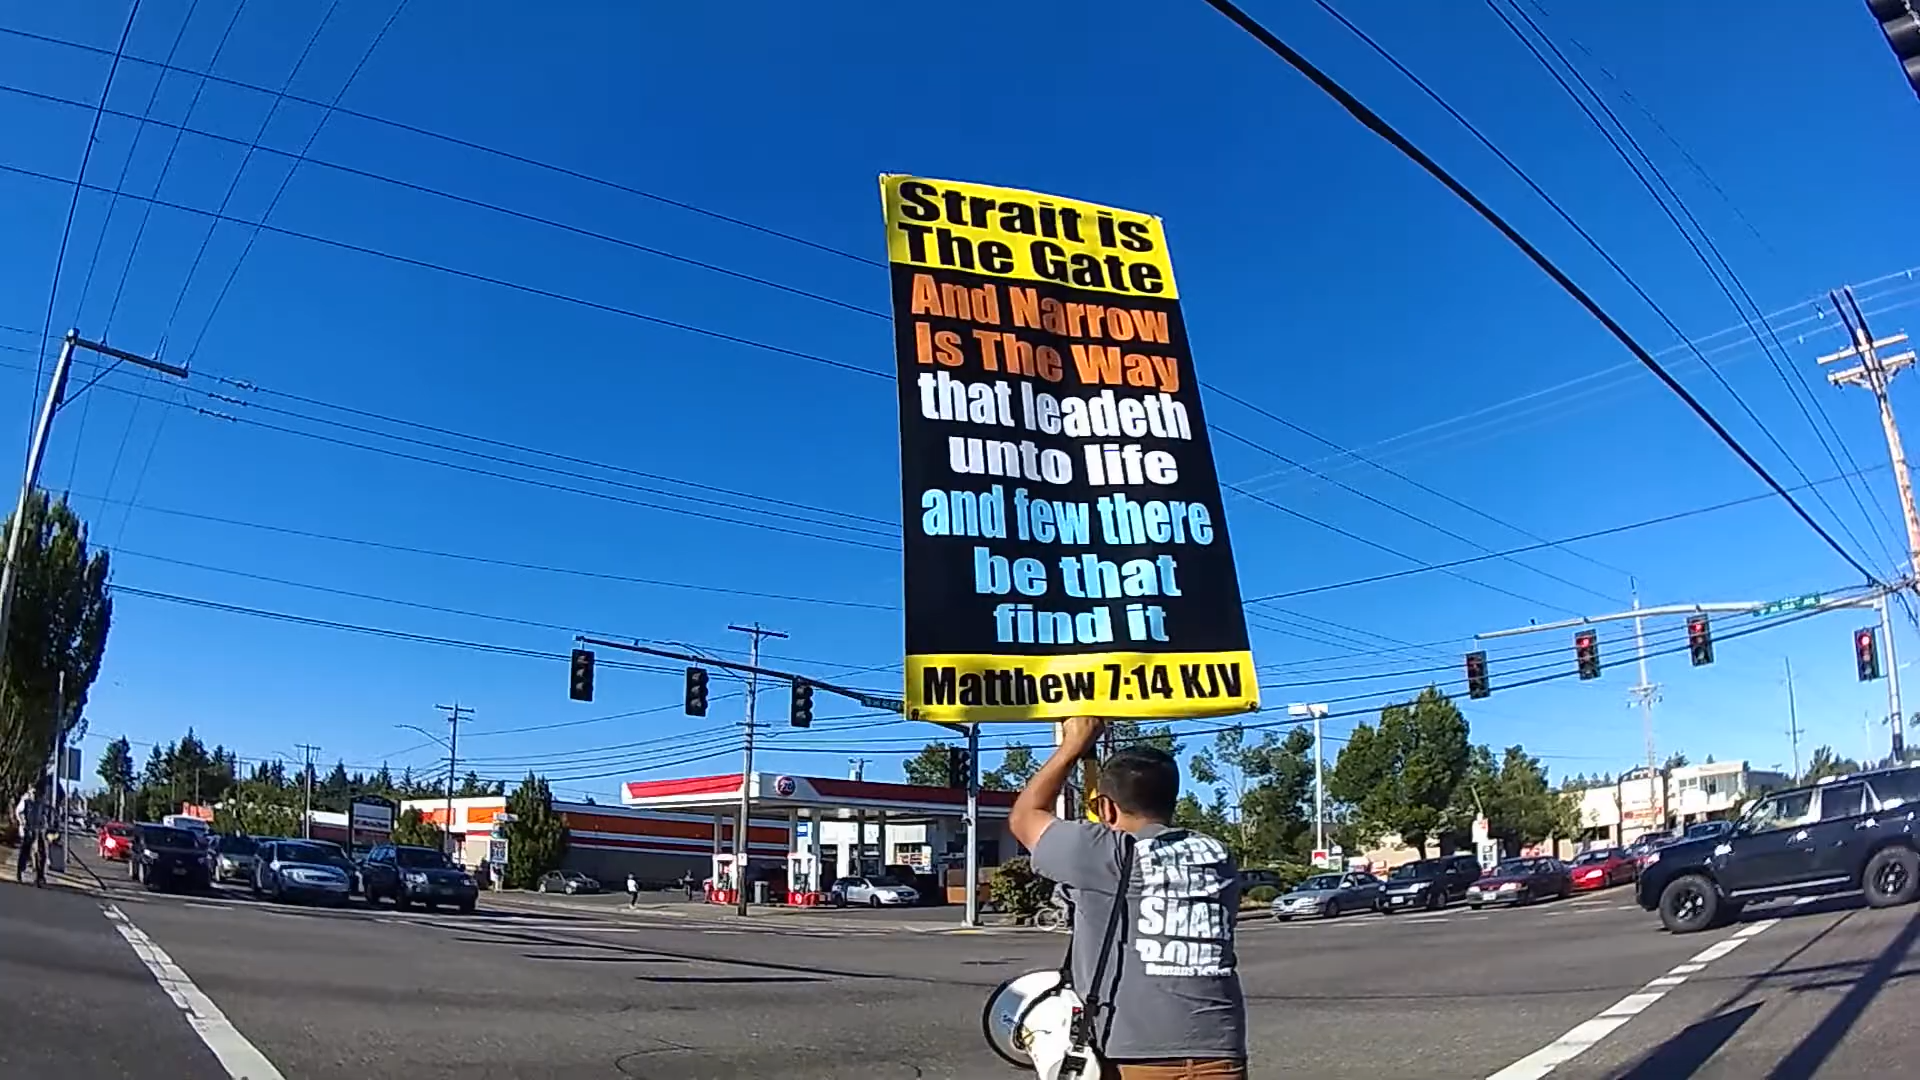 Strait is
The Gate
And Narrow
Is The Way
that leadeth
unto life
and few there
be that
find it
Matthew 7:14 KJV
SHALL